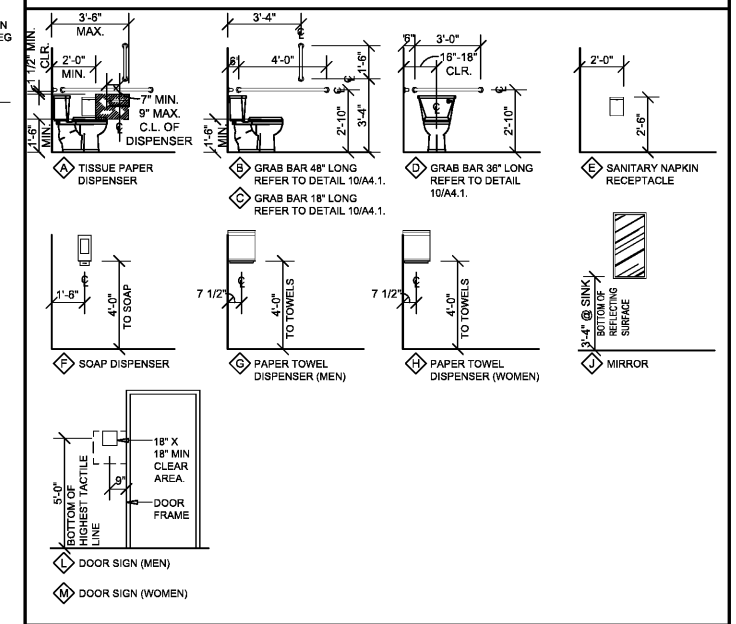 N
EG
3'-6"
MAX.
1 1/2" MIN.
CLR.
2'-0"
MIN.
7" MIN.
9" MAX.
C.L. OF
DISPENSER
1'-6"
MIN.
A TISSUE PAPER
DISPENSER
3'-4"
6"
4'-0"
1'-6"
2'-10"
3'-4"
1'-6"
MIN.
B GRAB BAR 48" LONG
REFER TO DETAIL 10/A4.1.
C GRAB BAR 18" LONG
REFER TO DETAIL 10/A4.1.
6"
3'-0"
16"-18"
CLR.
2'-10"
D GRAB BAR 36" LONG
REFER TO DETAIL
10/A4.1.
2'-0"
2'-6"
E SANITARY NAPKIN
RECEPTACLE
1'-6"
4'-0"
TO SOAP
F SOAP DISPENSER
7 1/2"
4'-0"
TO TOWELS
G PAPER TOWEL
DISPENSER (MEN)
7 1/2"
4'-0"
TO TOWELS
H PAPER TOWEL
DISPENSER (WOMEN)
3'-4" @ SINK
BOTTOM OF
REFLECTING
SURFACE
J MIRROR
18" X
18" MIN
CLEAR
AREA.
9"
DOOR
FRAME
5'-0"
BOTTOM OF
HIGHEST TACTILE
LINE
L DOOR SIGN (MEN)
M DOOR SIGN (WOMEN)